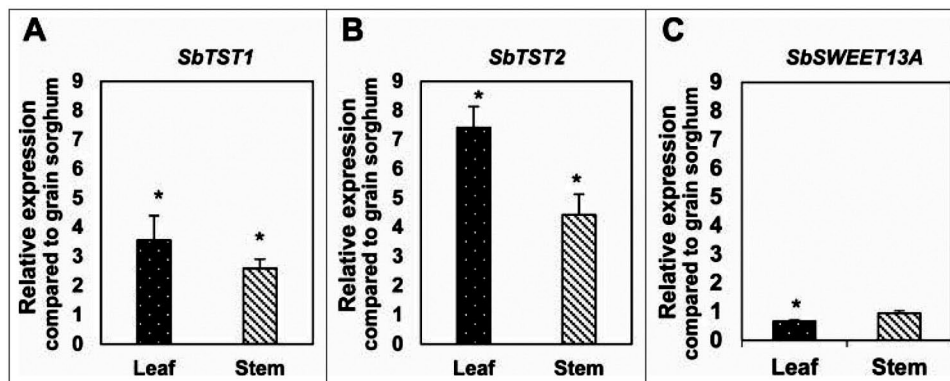 A
SbTST1
Relative expression
compared to grain sorghum
9
8
7
6
5
4
3
2
1
0
*
*
Leaf Stem
B
SbTST2
Relative expression
compared to grain sorghum
9
8
7
6
5
4
3
2
1
0
*
*
Leaf Stem
C
SbSWEET13A
Relative expression
compared to grain sorghum
9
8
7
6
5
4
3
2
1
0
*
Leaf Stem